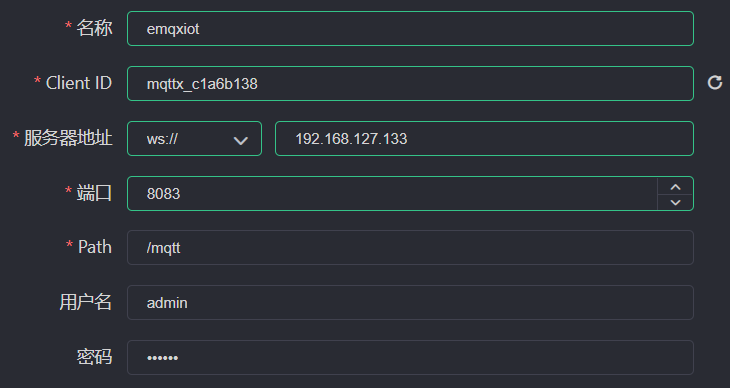 * 名称 emqxiot
* Client ID mqttx_c1a6b138
* 服务器地址 ws:// 192.168.127.133
* 端口 8083
* Path /mqtt
用户名 admin
密码 ••••••